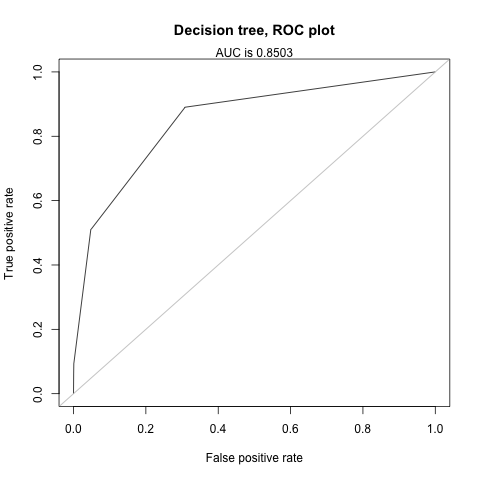 Decision tree, ROC plot
AUC is 0.8503
True positive rate
1.0
0.8
0.6
0.4
0.2
0.0
0.0 0.2 0.4 0.6 0.8 1.0
False positive rate